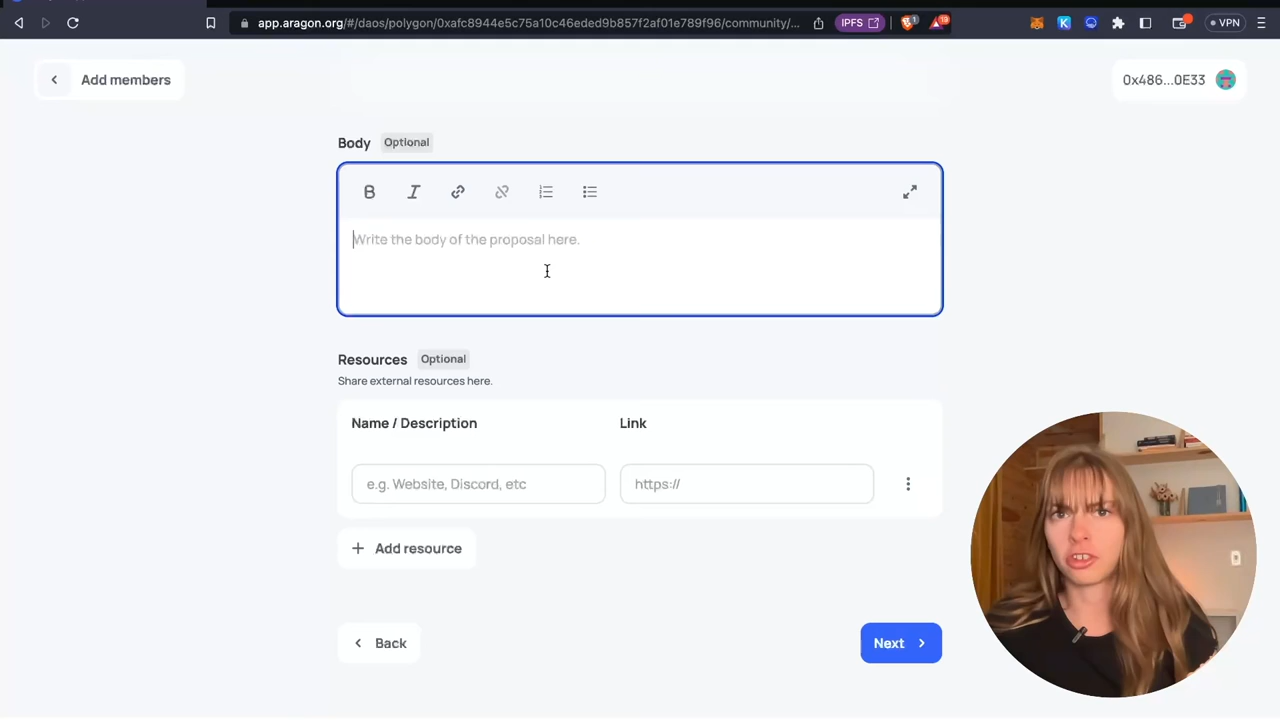 app.aragon.org/#/daos/polygon/0xafc8944e5c75a10c46eded9b857f2af01e789f96/community/...
IPFS
1
19
K
VPN
Add members
0x486...0E33
Body Optional
B I
Write the body of the proposal here.
Resources Optional
Share external resources here.
Name / Description Link
e.g. Website, Discord, etc https://
+ Add resource
Back Next